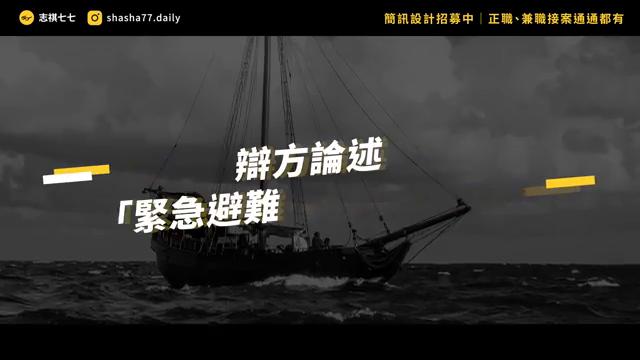 志祺七七
shasha77.daily
簡訊設計招募中｜正職、兼職接案通通都有
辯方論述
「緊急避難